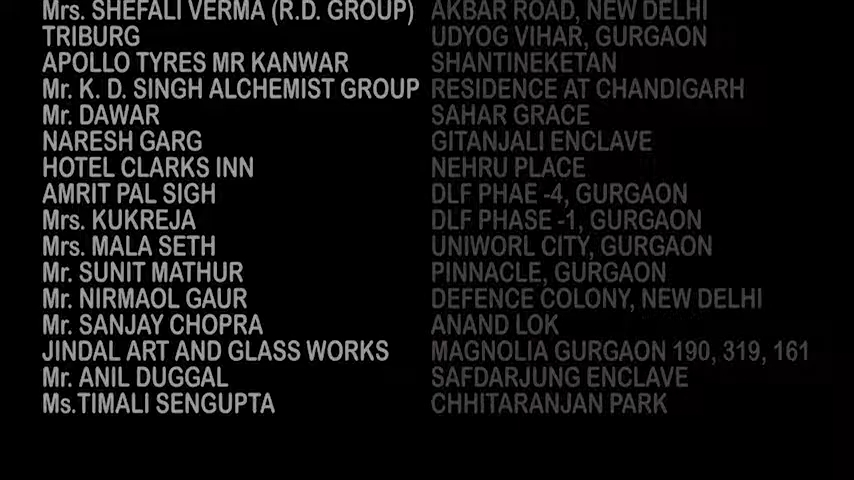 Mrs. SHEFALI VERMA (R.D. GROUP) AKBAR ROAD, NEW DELHI
TRIBURG UDYOG VIHAR, GURGAON
APOLLO TYRES MR KANWAR SHANTINEKETAN
Mr. K. D. SINGH ALCHEMIST GROUP RESIDENCE AT CHANDIGARH
Mr. DAWAR SAHAR GRACE
NARESH GARG GITANJALI ENCLAVE
HOTEL CLARKS INN NEHRU PLACE
AMRIT PAL SIGH DLF PHAE -4, GURGAON
Mrs. KUKREJA DLF PHASE -1, GURGAON
Mrs. MALA SETH UNIWORL CITY, GURGAON
Mr. SUNIT MATHUR PINNACLE, GURGAON
Mr. NIRMAOL GAUR DEFENCE COLONY, NEW DELHI
Mr. SANJAY CHOPRA ANAND LOK
JINDAL ART AND GLASS WORKS MAGNOLIA GURGAON 190, 319, 161
Mr. ANIL DUGGAL SAFDARJUNG ENCLAVE
Ms.TIMALI SENGUPTA CHHITARANJAN PARK